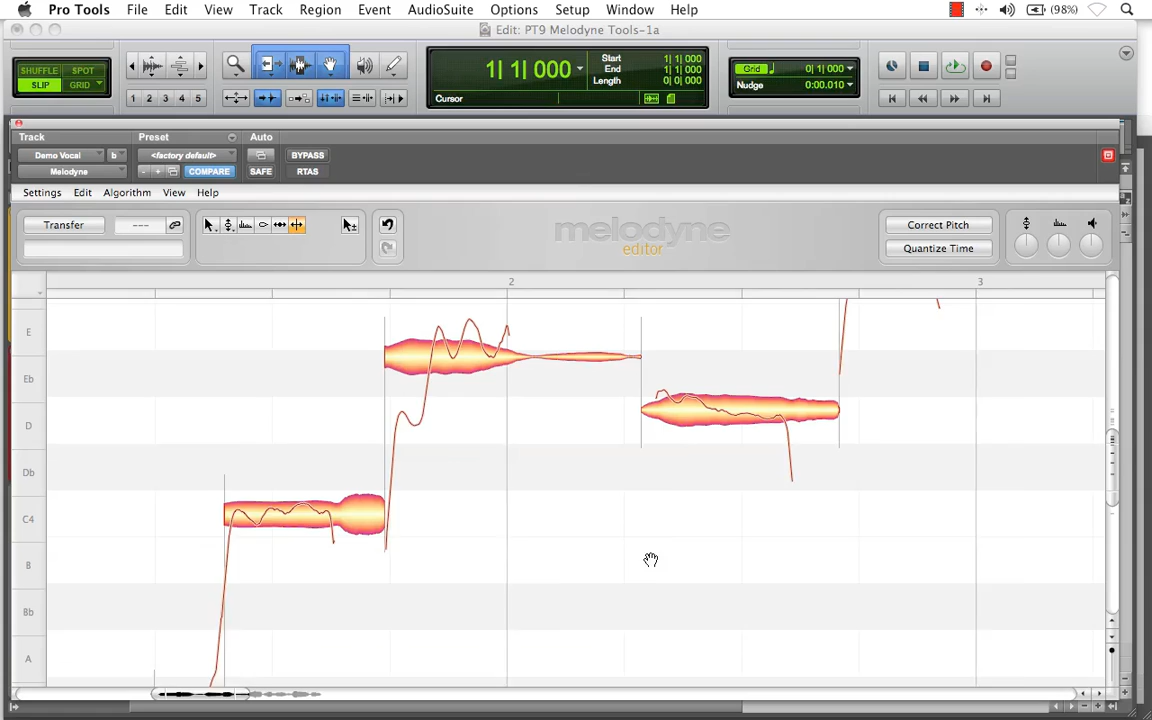 Pro Tools File Edit View Track Region Event AudioSuite Options Setup Window Help (98%)
Edit: PT9 Melodyne Tools-1a
SHUFFLE SPOT
SLIP GRID
1 2 3 4 5
1| 1| 000
Start 1| 1| 000
End 1| 1| 000
Length 0| 0| 000
Cursor
Grid 0| 1| 000
Nudge 0:00.010
Track Preset Auto
Demo Vocal b <factory default> BYPASS
Melodyne - + COMPARE SAFE RTAS
Settings Edit Algorithm View Help
Transfer ---
melodyne
editor
Correct Pitch
Quantize Time
2 3
E
Eb
D
Db
C4
B
Bb
A